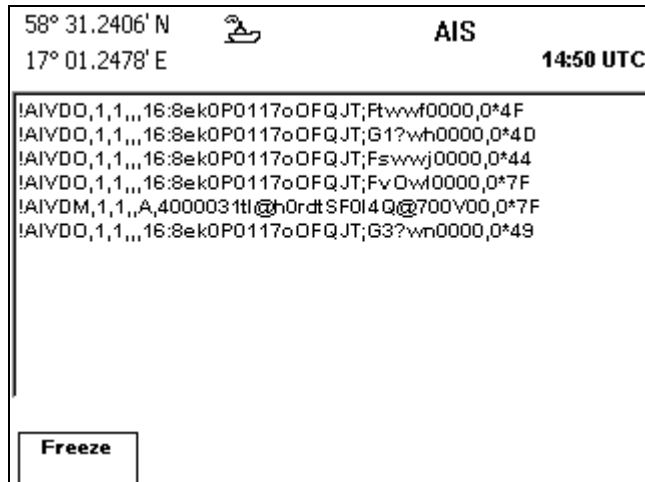 58° 31.2406' N
AIS
17° 01.2478' E
14:50 UTC
!AIVDO,1,1,,,16:8ek0P0117oOFQJT;Ftwwf0000,0*4F
!AIVDO,1,1,,,16:8ek0P0117oOFQJT;G1?wh0000,0*4D
!AIVDO,1,1,,,16:8ek0P0117oOFQJT;Fswwj0000,0*44
!AIVDO,1,1,,,16:8ek0P0117oOFQJT;FvOwl0000,0*7F
!AIVDM,1,1,,A,4000031tI@h0rdtSF0l4Q@700V00,0*7F
!AIVDO,1,1,,,16:8ek0P0117oOFQJT;G3?wn0000,0*49
Freeze